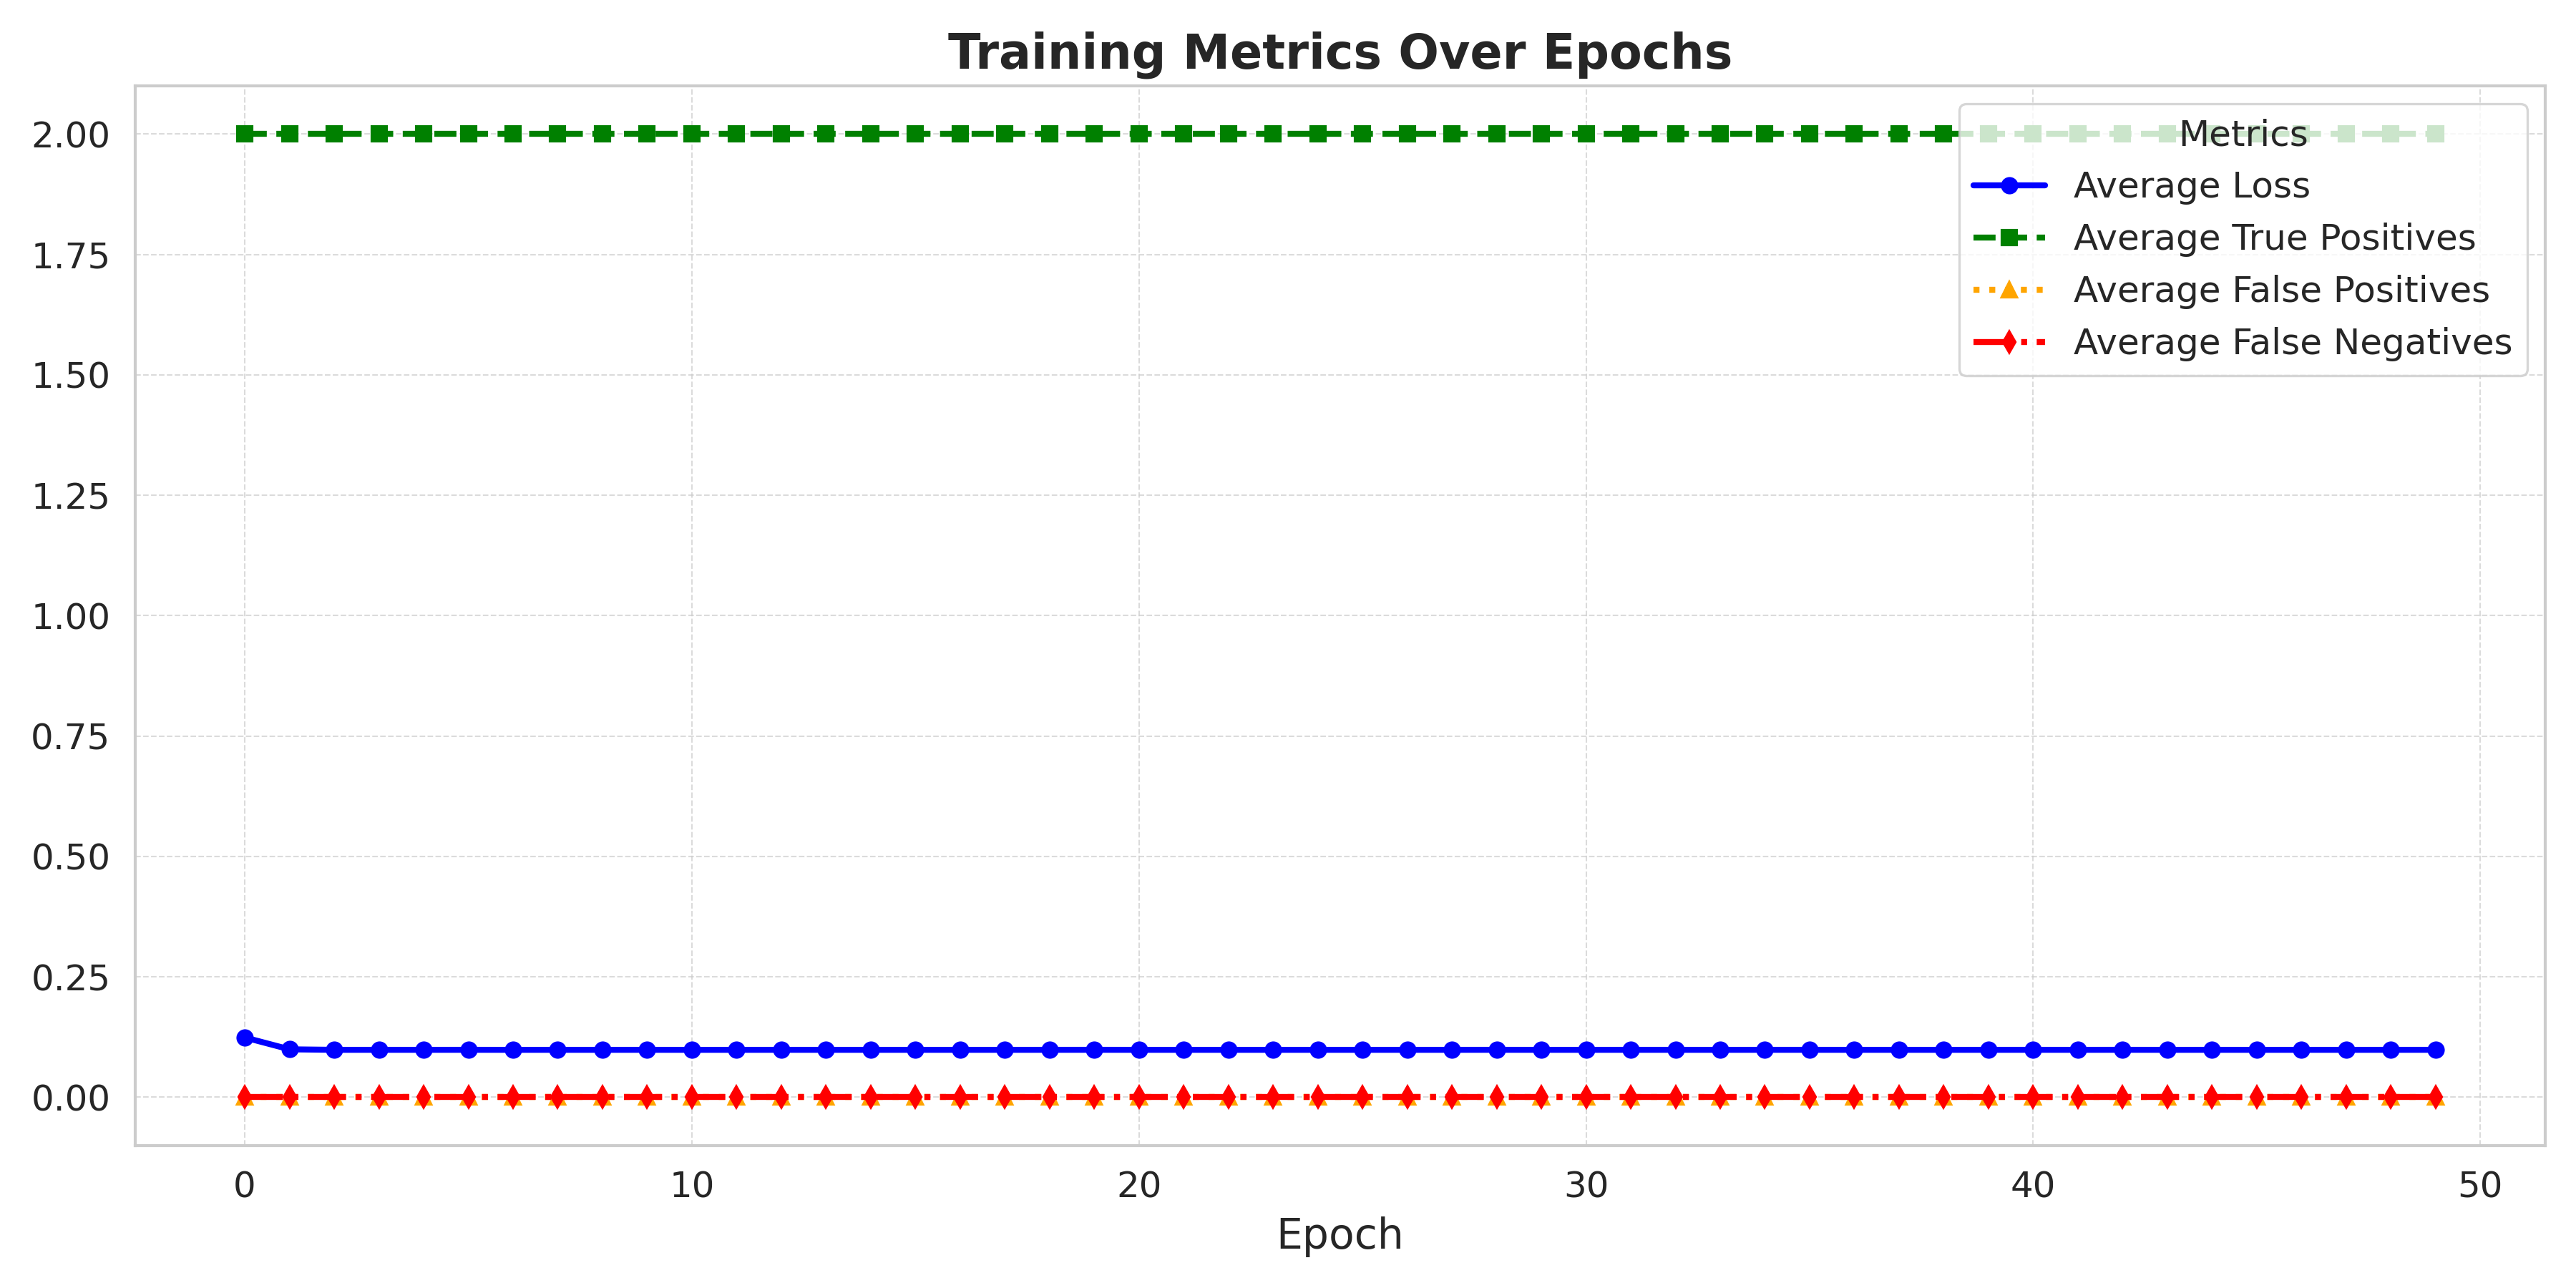 Training Metrics Over Epochs
2.00
1.75
1.50
1.25
1.00
0.75
0.50
0.25
0.00
Metrics
Average Loss
Average True Positives
Average False Positives
Average False Negatives
0 10 20 30 40 50
Epoch